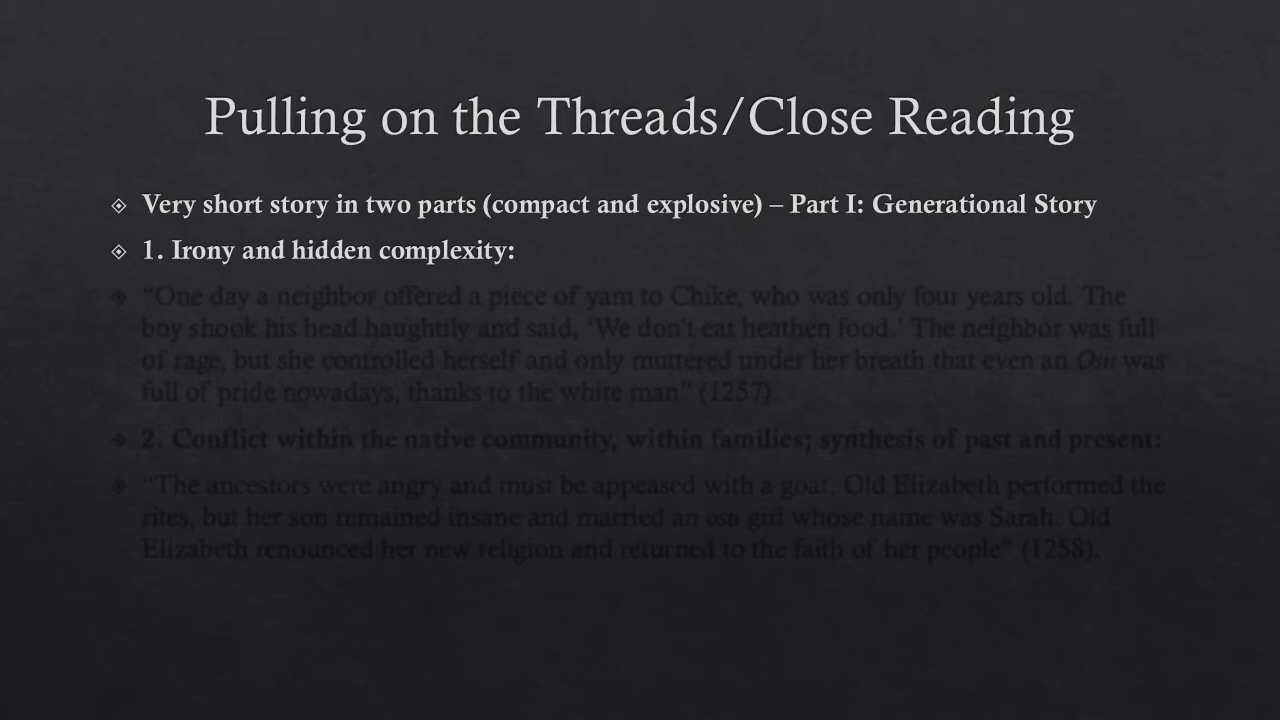 Pulling on the Threads/Close Reading
Very short story in two parts (compact and explosive) – Part I: Generational Story
1. Irony and hidden complexity:
“One day a neighbor offered a piece of yam to Chike, who was only four years old. The
boy shook his head haughtily and said, ‘We don’t eat heathen food.’ The neighbor was full
of rage, but she controlled herself and only muttered under her breath that even an Osu was
full of pride nowadays, thanks to the white man” (1257).
2. Conflict within the native community, within families; synthesis of past and present:
“The ancestors were angry and must be appeased with a goat. Old Elizabeth performed the
rites, but her son remained insane and married an osu girl whose name was Sarah. Old
Elizabeth renounced her new religion and returned to the faith of her people” (1258).